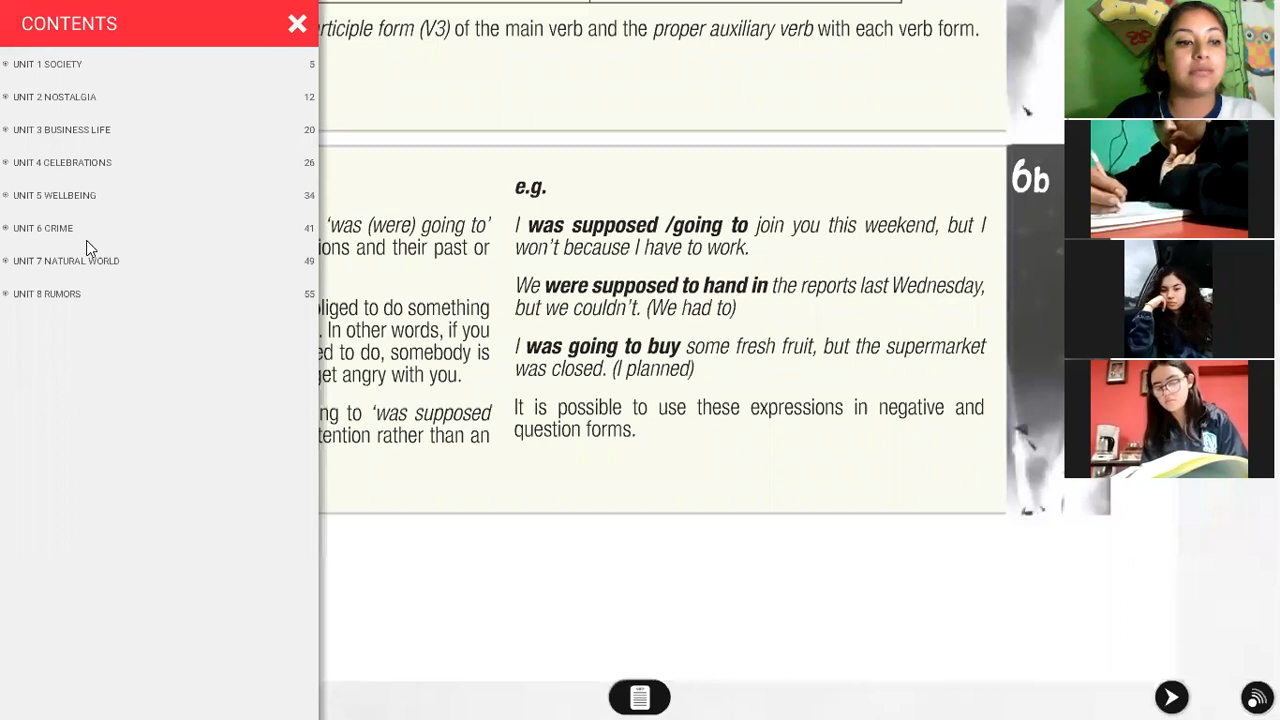 CONTENTS
UNIT 1 SOCIETY 5
UNIT 2 NOSTALGIA 12
UNIT 3 BUSINESS LIFE 20
UNIT 4 CELEBRATIONS 26
UNIT 5 WELLBEING 34
UNIT 6 CRIME 41
UNIT 7 NATURAL WORLD 49
UNIT 8 RUMORS 55
form (V3) of the main verb and the proper auxiliary verb with each verb form.
'was (were) going to'
and their past or
to do something
. In other words, if you
to do, somebody is
angry with you.
to 'was supposed
rather than an
e.g.
I was supposed /going to join you this weekend, but I
won't because I have to work.
We were supposed to hand in the reports last Wednesday,
but we couldn't. (We had to)
I was going to buy some fresh fruit, but the supermarket
was closed. (I planned)
It is possible to use these expressions in negative and
question forms.
6b